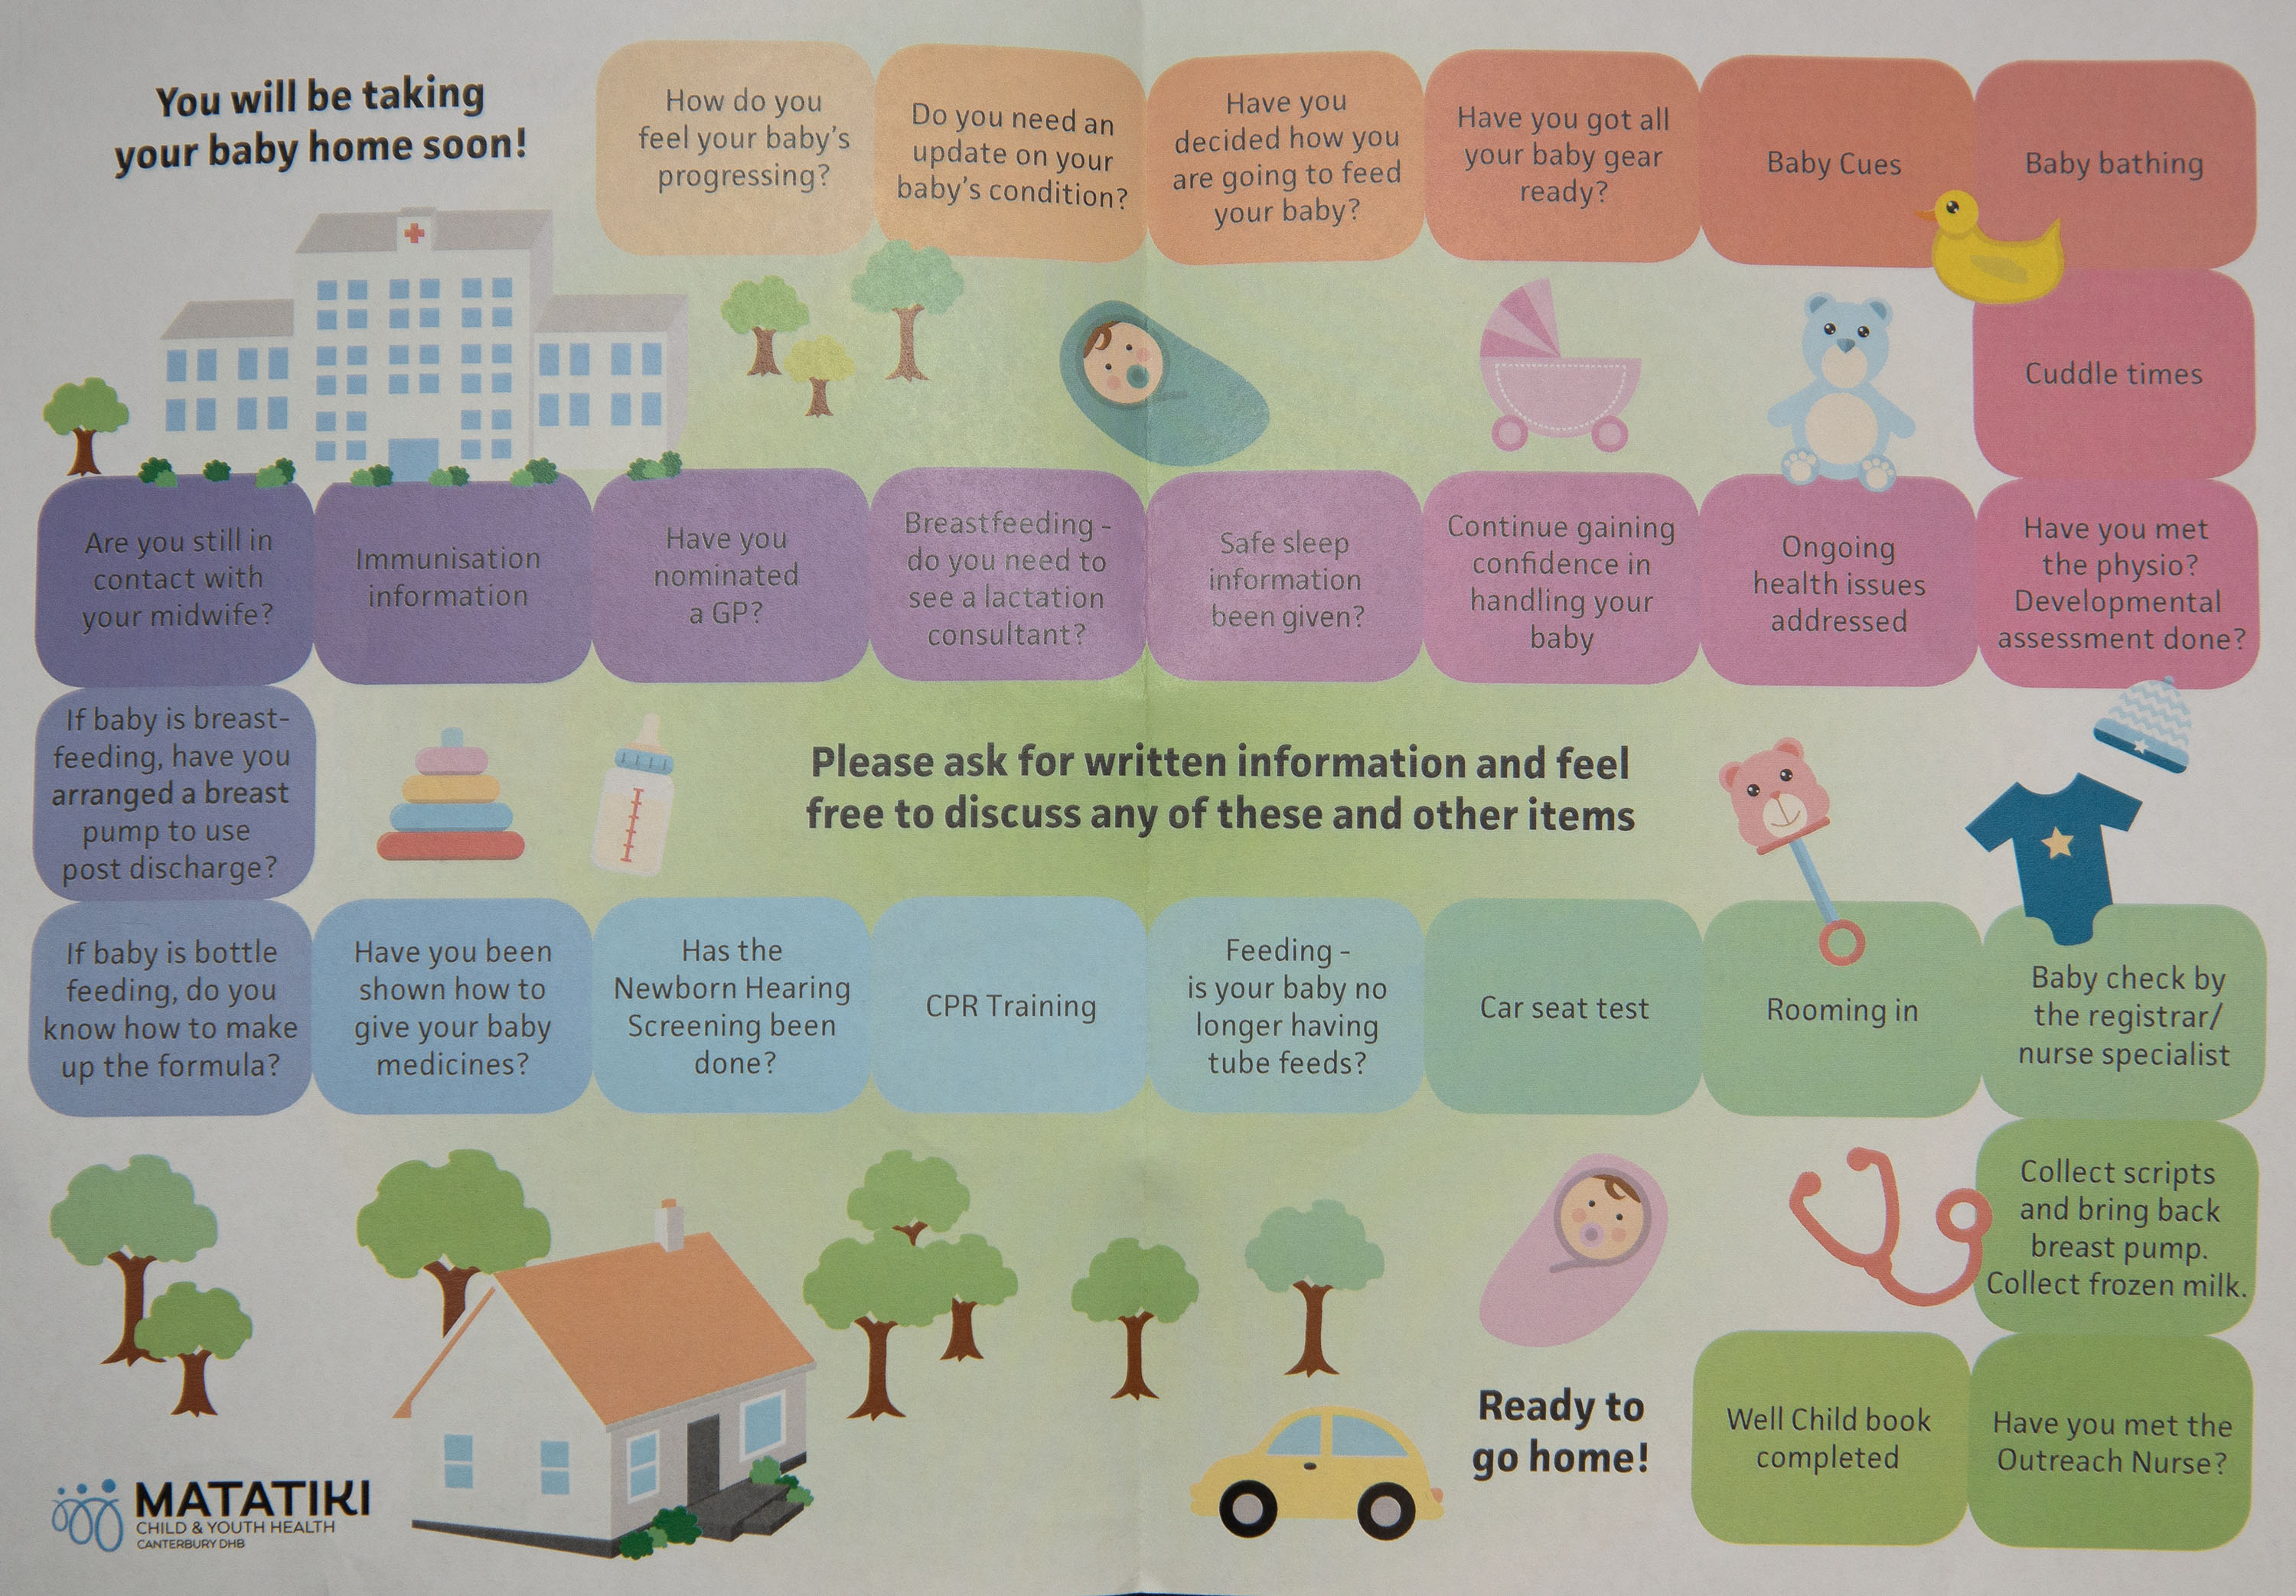 You will be taking
your baby home soon!
How do you
feel your baby's
progressing?
Do you need an
update on your
baby's condition?
Have you
decided how you
are going to feed
your baby?
Have you got all
your baby gear
ready?
Baby Cues
Baby bathing
Cuddle times
Have you met
the physio?
Developmental
assessment done?
Ongoing
health issues
addressed
Continue gaining
confidence in
handling your
baby
Safe sleep
information
been given?
Breastfeeding -
do you need to
see a lactation
consultant?
Have you
nominated
a GP?
Immunisation
information
Are you still in
contact with
your midwife?
If baby is breast-
feeding, have you
arranged a breast
pump to use
post discharge?
Please ask for written information and feel
free to discuss any of these and other items
If baby is bottle
feeding, do you
know how to make
up the formula?
Have you been
shown how to
give your baby
medicines?
Has the
Newborn Hearing
Screening been
done?
CPR Training
Feeding -
is your baby no
longer having
tube feeds?
Car seat test
Rooming in
Baby check by
the registrar/
nurse specialist
Collect scripts
and bring back
breast pump.
Collect frozen milk.
Have you met the
Outreach Nurse?
Well Child book
completed
Ready to
go home!
MATATIKI
CHILD & YOUTH HEALTH
CANTERBURY DHB